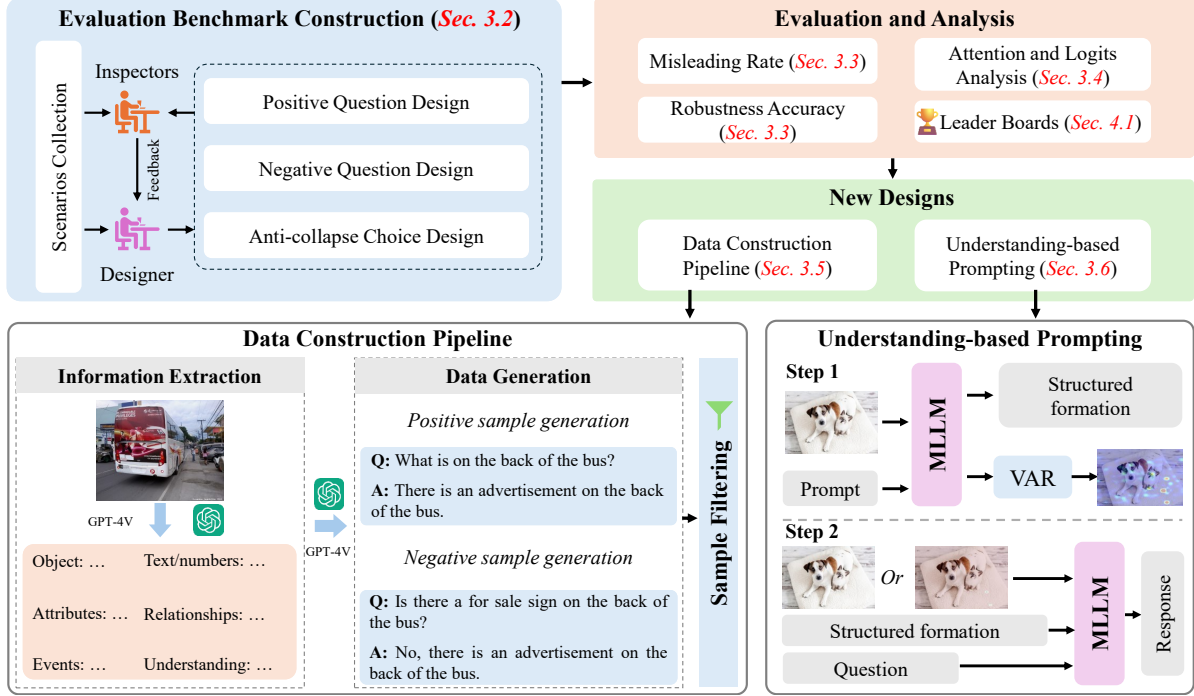 Evaluation Benchmark Construction (Sec. 3.2)
Scenarios Collection
Inspectors
Feedback
Designer
Positive Question Design
Negative Question Design
Anti-collapse Choice Design
Evaluation and Analysis
Misleading Rate (Sec. 3.3)
Attention and Logits
Analysis (Sec. 3.4)
Robustness Accuracy
(Sec. 3.3)
Leader Boards (Sec. 4.1)
New Designs
Data Construction
Pipeline (Sec. 3.5)
Understanding-based
Prompting (Sec. 3.6)
Data Construction Pipeline
Information Extraction
GPT-4V
Object: …
Text/numbers: …
Attributes: …
Relationships: …
Events: …
Understanding: …
GPT-4V
Data Generation
Positive sample generation
Q: What is on the back of the bus?
A: There is an advertisement on the back
of the bus.
Negative sample generation
Q: Is there a for sale sign on the back of
the bus?
A: No, there is an advertisement on the
back of the bus.
Sample Filtering
Understanding-based Prompting
Step 1
Prompt
MLLM
Structured
formation
VAR
Step 2
Or
Structured formation
Question
MLLM
Response